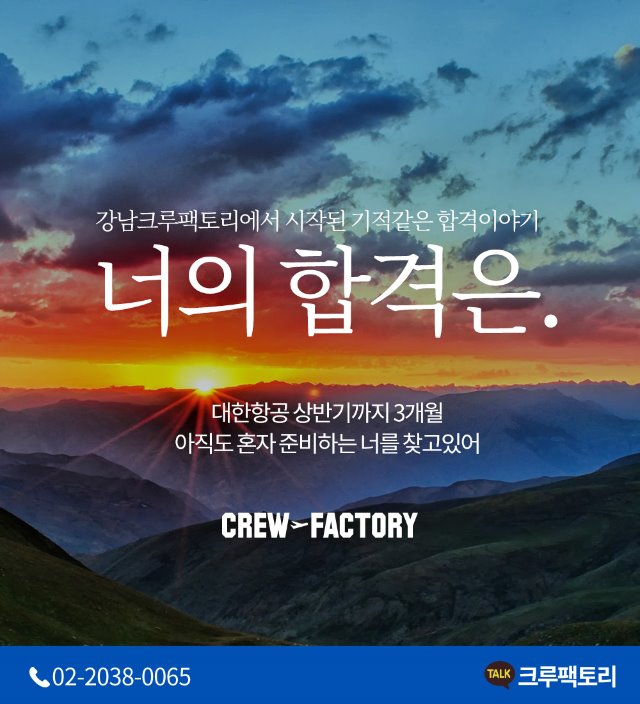 강남크루팩토리에서 시작된 기적같은 합격이야기
너의 합격은.
대한항공 상반기까지 3개월
아직도 혼자 준비하는 너를 찾고있어
CREW FACTORY
02-2038-0065
TALK 크루팩토리